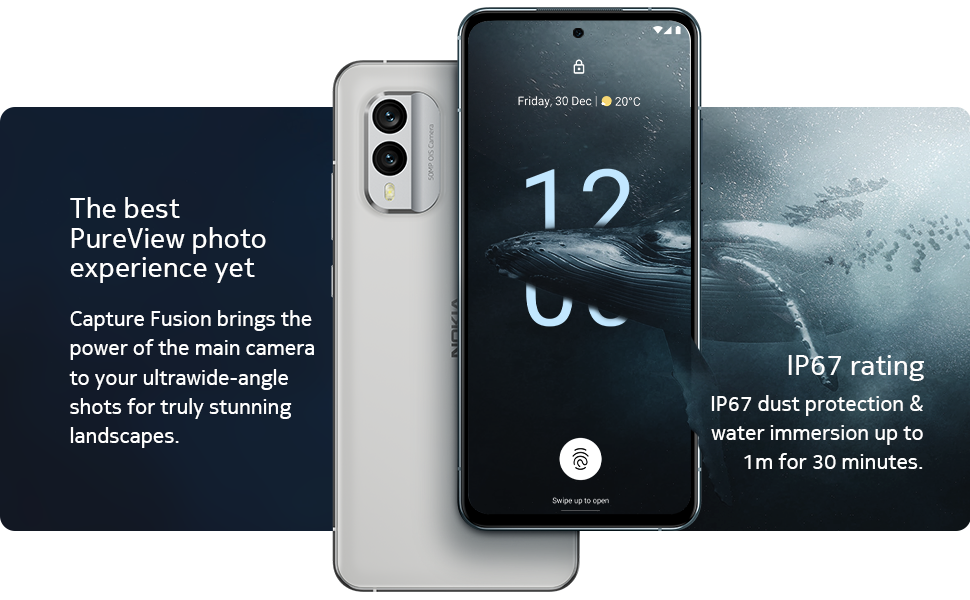 The best
PureView photo
experience yet
Capture Fusion brings the
power of the main camera
to your ultrawide-angle
shots for truly stunning
landscapes.
50MP OIS Camera
NOKIA
Friday, 30 Dec | 20°C
12
Swipe up to open
IP67 rating
IP67 dust protection &
water immersion up to
1m for 30 minutes.